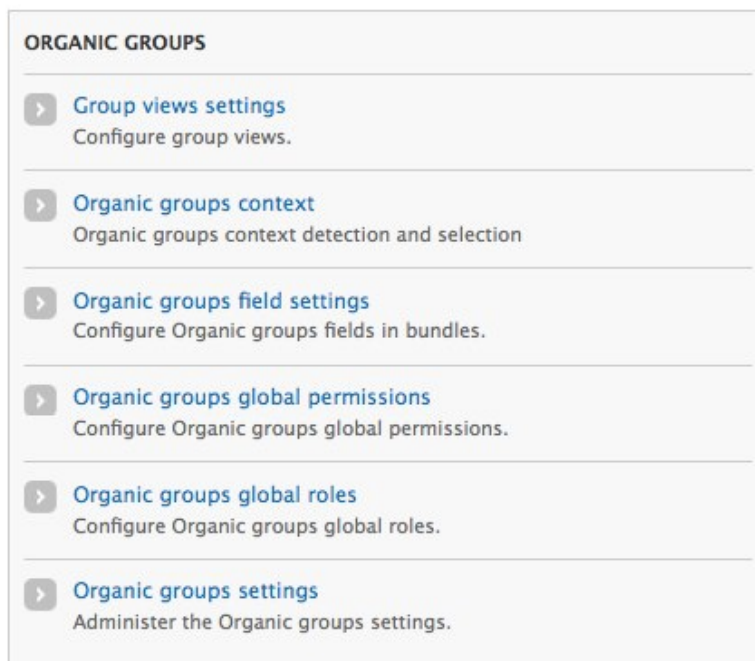 ORGANIC GROUPS
Group views settings
Configure group views.
Organic groups context
Organic groups context detection and selection
Organic groups field settings
Configure Organic groups fields in bundles.
Organic groups global permissions
Configure Organic groups global permissions.
Organic groups global roles
Configure Organic groups global roles.
Organic groups settings
Administer the Organic groups settings.